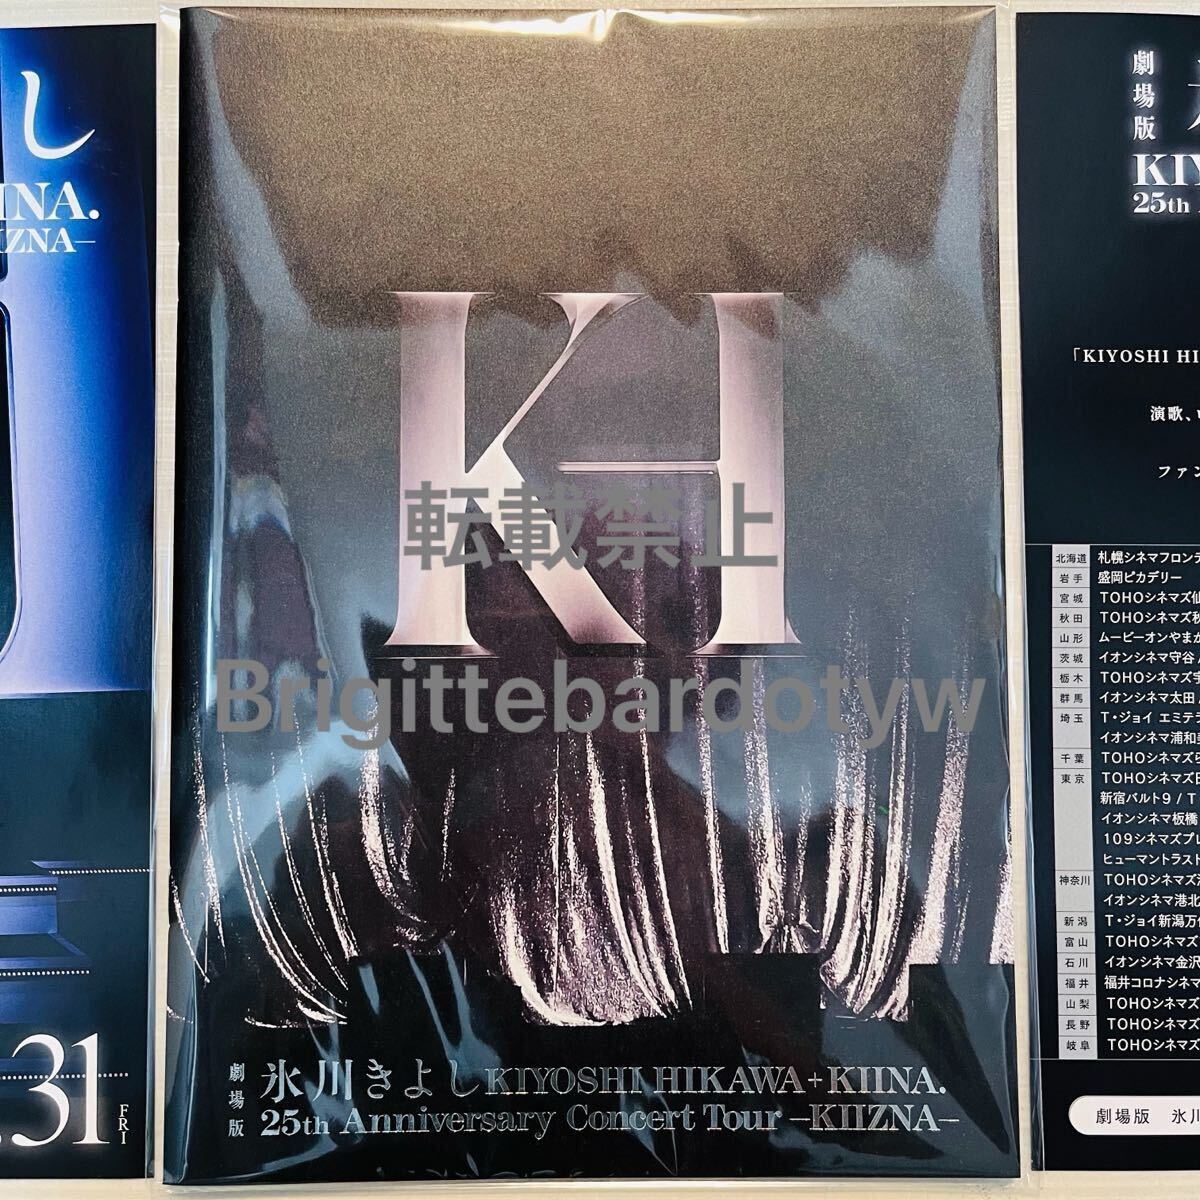 し
INA.
IZNA–
31
FRI
KH
転載禁止
Brigittebardotyw
劇場版
氷川きよし KIYOSHI HIKAWA + KIINA.
25th Anniversary Concert Tour –KIIZNA–
劇場版
KIY
25th
「KIYOSHI HI
演歌、
ファン
北海道 札幌シネマフロンテ
岩手 盛岡ピカデリー
宮城 TOHOシネマズ仙
秋田 TOHOシネマズ秋
山形 ムービーオンやまが
茨城 イオンシネマ守谷 /
栃木 TOHOシネマズ宇
群馬 イオンシネマ太田
埼玉 T・ジョイ エミテラ
イオンシネマ浦和美
千葉 TOHOシネマズら
東京 TOHOシネマズ日
新宿バルト9 / T
イオンシネマ板橋
109シネマズプレ
ヒューマントラスト
神奈川 TOHOシネマズ海
イオンシネマ港北
新潟 T・ジョイ新潟万代
富山 TOHOシネマズ
石川 イオンシネマ金沢
福井 福井コロナシネマ
山梨 TOHOシネマズ
長野 TOHOシネマズ
岐阜 TOHOシネマズ
劇場版 氷川